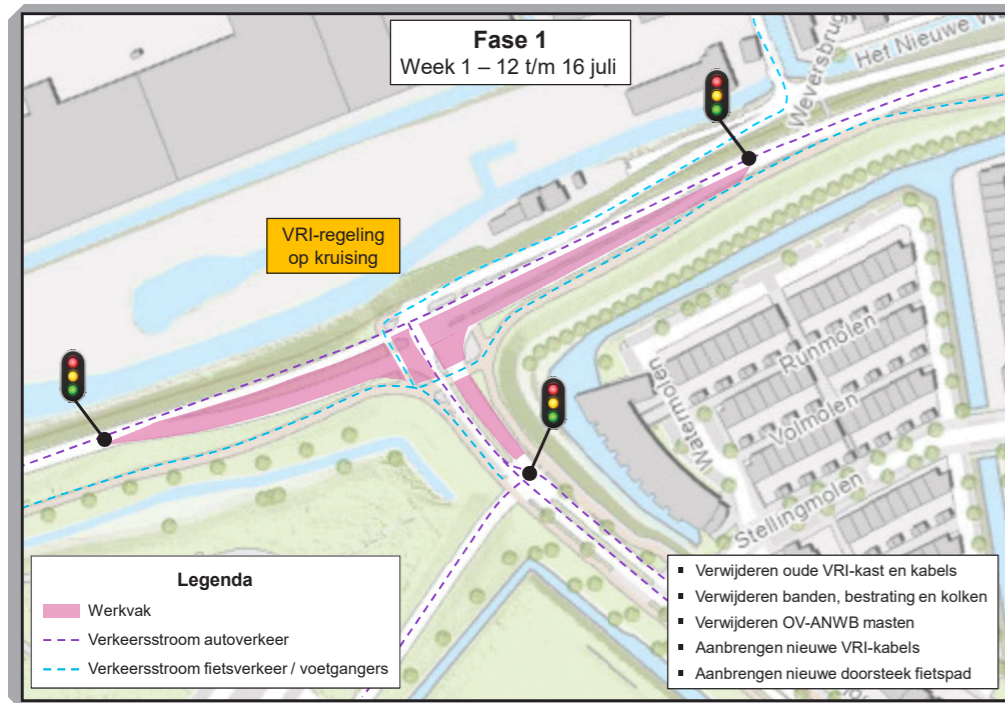 Fase 1
Week 1 – 12 t/m 16 juli
Weversbrug
Het Nieuwe W
VRI-regeling
op kruising
Watermolen
Runmolen
Volmolen
Stellingmolen
Legenda
Werkvak
Verkeersstroom autoverkeer
Verkeersstroom fietsverkeer / voetgangers
▪ Verwijderen oude VRI-kast en kabels
▪ Verwijderen banden, bestrating en kolken
▪ Verwijderen OV-ANWB masten
▪ Aanbrengen nieuwe VRI-kabels
▪ Aanbrengen nieuwe doorsteek fietspad